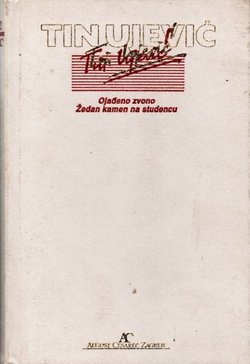 TIN UJEVIĆ
Tin Ujević
Ojađeno zvono
Žedan kamen na studencu
AC
AUGUST CESAREC ZAGREB